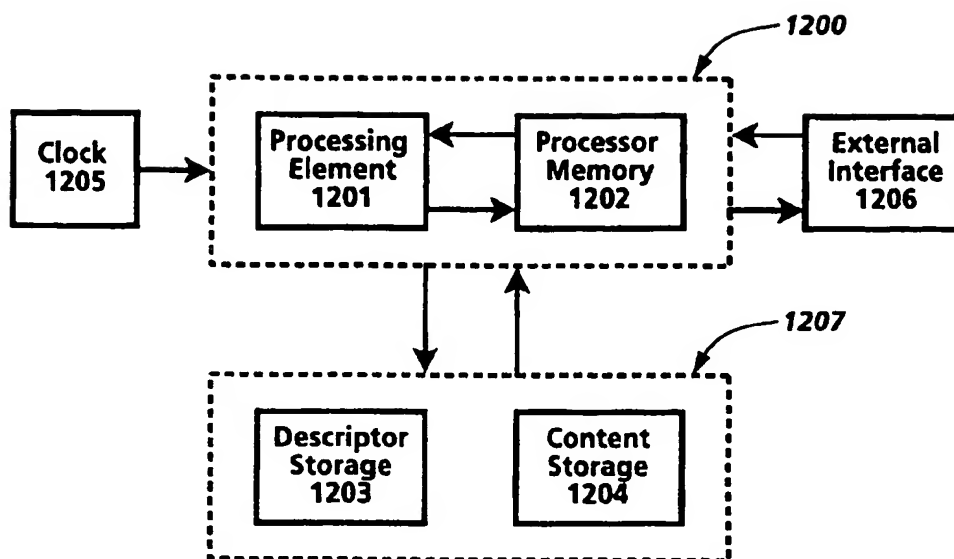 1200
Clock
1205
Processing
Element
1201
Processor
Memory
1202
External
Interface
1206
1207
Descriptor
Storage
1203
Content
Storage
1204